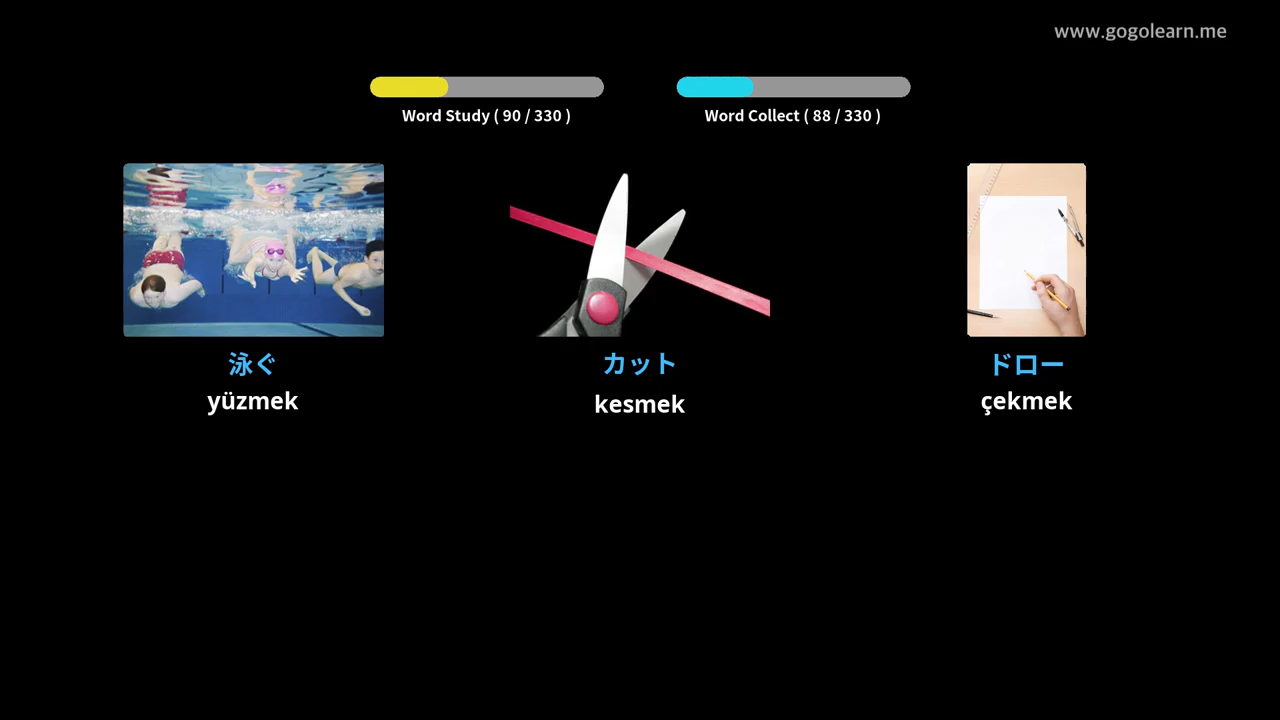 www.gogolearn.me
Word Study ( 90 / 330 )
Word Collect ( 88 / 330 )
泳ぐ
カット
ドロー
yüzmek
kesmek
çekmek